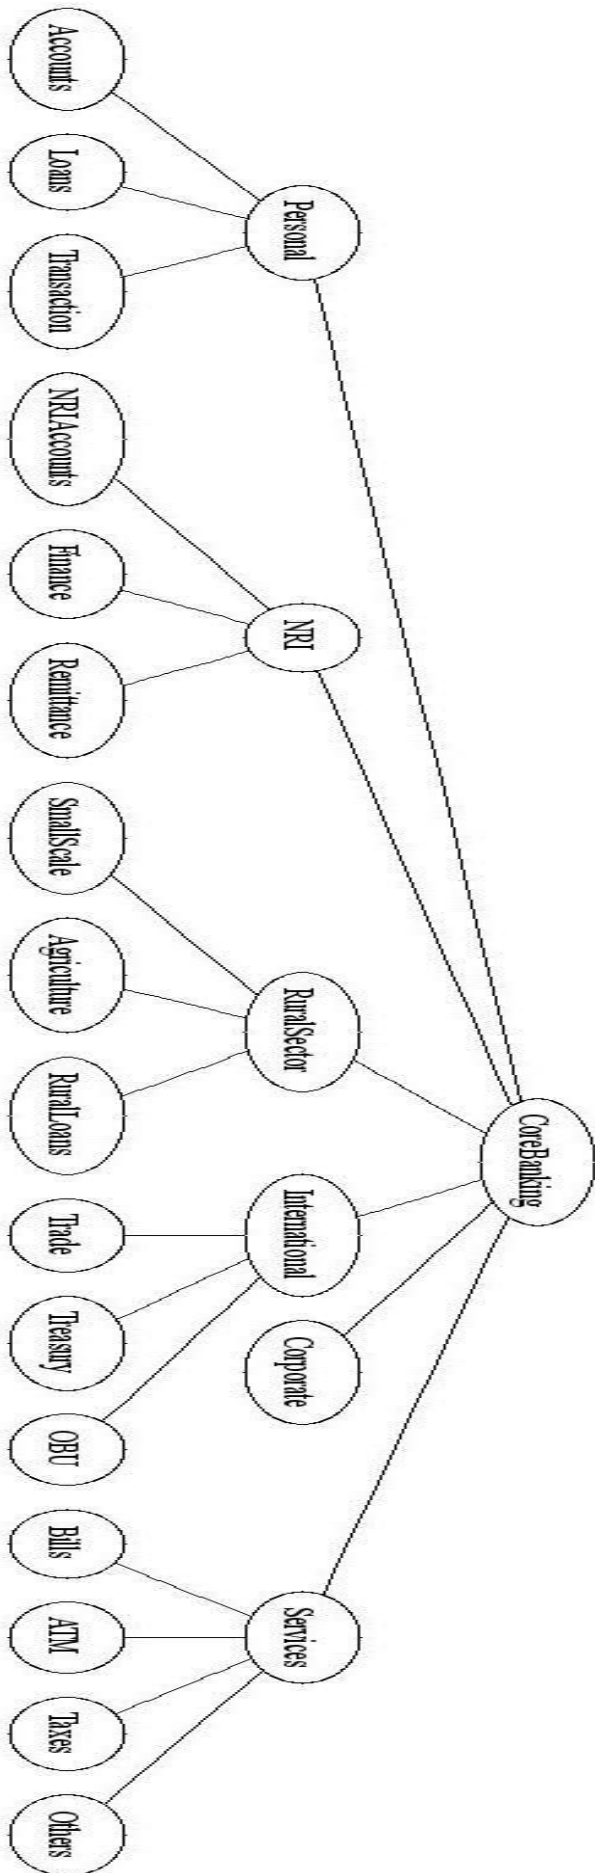 CoreBanking
Personal
NRI
RuralSector
International
Corporate
Services
Accounts
Loans
Transaction
NRIAccounts
Finance
Remittance
SmallScale
Agriculture
RuralLoans
Trade
Treasury
OBU
Bills
ATM
Taxes
Others